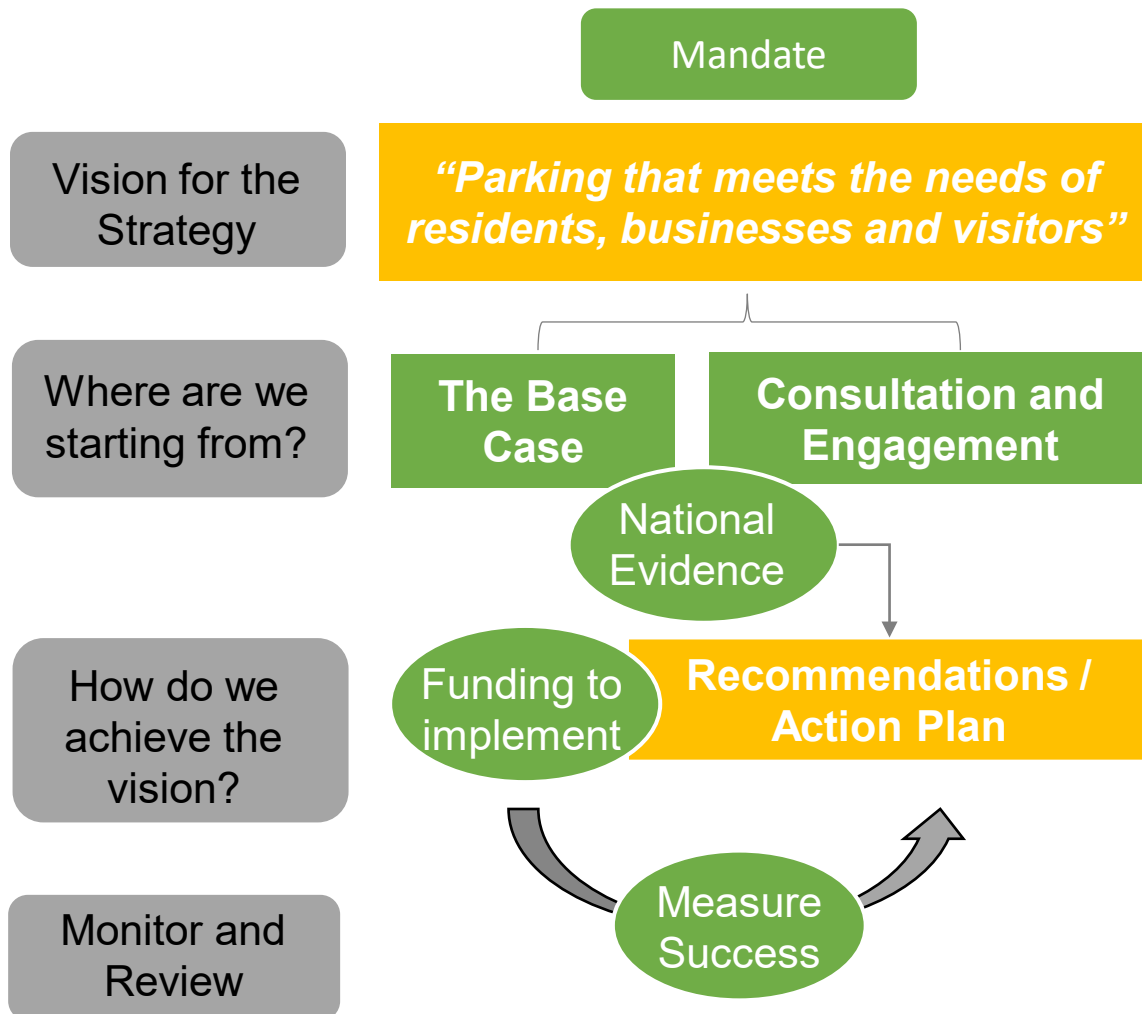 Mandate
Vision for the
Strategy
“Parking that meets the needs of
residents, businesses and visitors”
Where are we
starting from?
The Base
Case
Consultation and
Engagement
National
Evidence
How do we
achieve the
vision?
Funding to
implement
Recommendations /
Action Plan
Monitor and
Review
Measure
Success